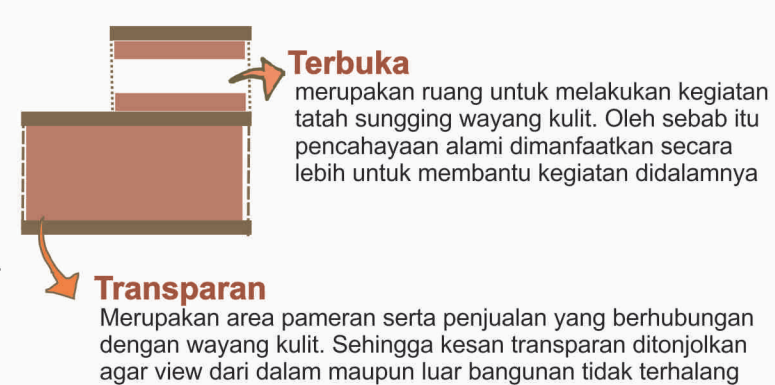 Terbuka
merupakan ruang untuk melakukan kegiatan
tatah sungging wayang kulit. Oleh sebab itu
pencahayaan alami dimanfaatkan secara
lebih untuk membantu kegiatan didalamnya
Transparan
Merupakan area pameran serta penjualan yang berhubungan
dengan wayang kulit. Sehingga kesan transparan ditonjolkan
agar view dari dalam maupun luar bangunan tidak terhalang